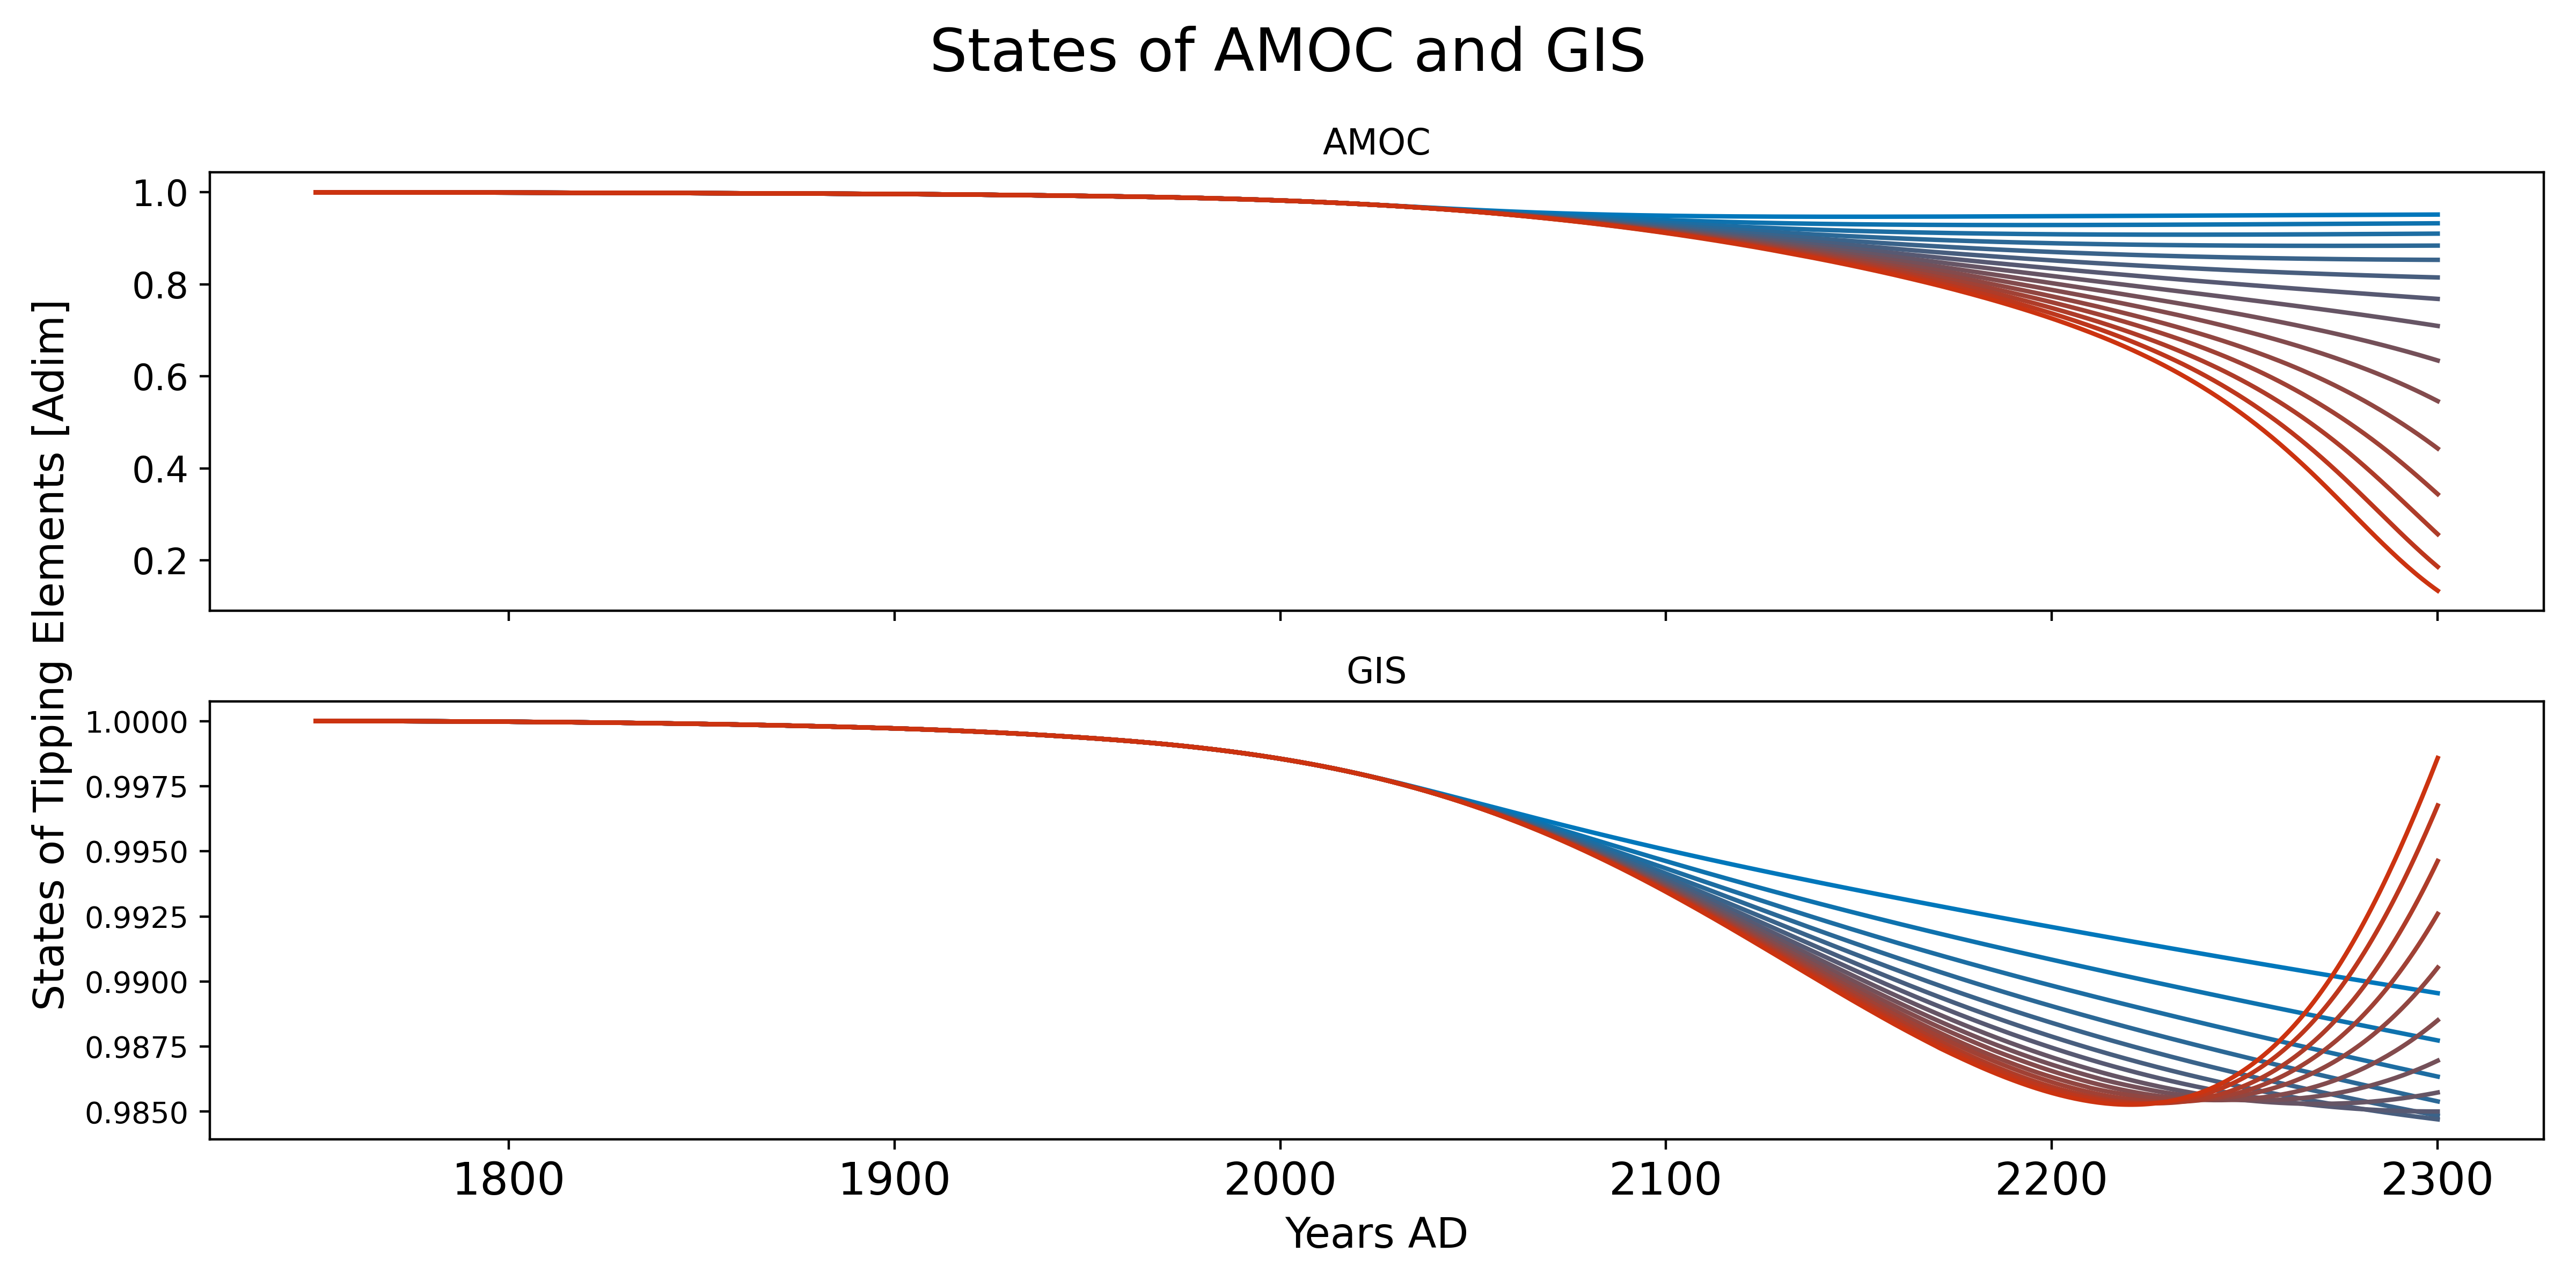 States of AMOC and GIS
AMOC
1.0
0.8
0.6
0.4
0.2
States of Tipping Elements [Adim]
GIS
1.0000
0.9975
0.9950
0.9925
0.9900
0.9875
0.9850
1800 1900 2000 2100 2200 2300
Years AD